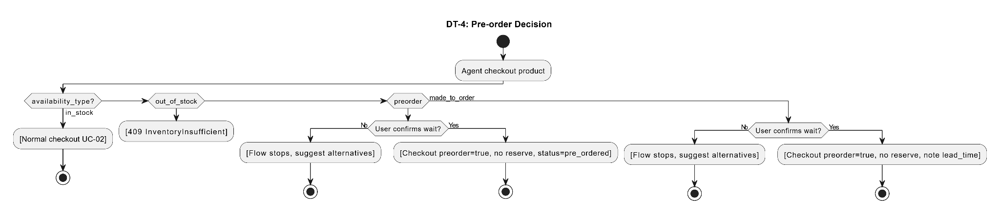 DT-4: Pre-order Decision
Agent checkout product
availability_type?
out_of_stock
preorder
made_to_order
in_stock
[Normal checkout UC-02]
[409 InventoryInsufficient]
No
User confirms wait?
Yes
[Flow stops, suggest alternatives]
[Checkout preorder=true, no reserve, status=pre_ordered]
No
User confirms wait?
Yes
[Flow stops, suggest alternatives]
[Checkout preorder=true, no reserve, note lead_time]